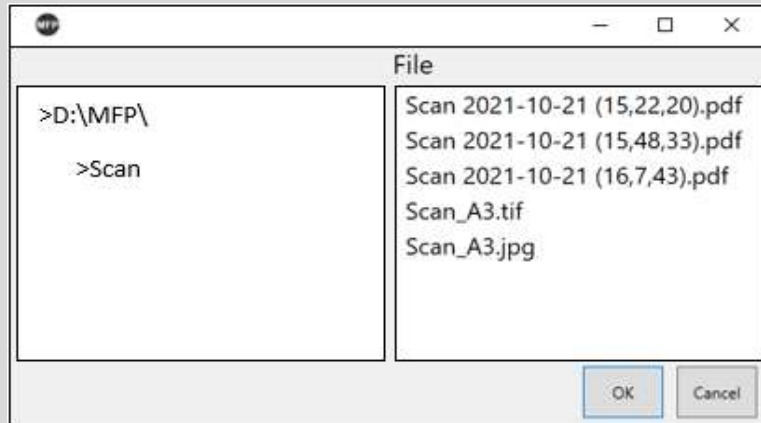 MFP
File
>D:\MFP\
>Scan
Scan 2021-10-21 (15,22,20).pdf
Scan 2021-10-21 (15,48,33).pdf
Scan 2021-10-21 (16,7,43).pdf
Scan_A3.tif
Scan_A3.jpg
OK
Cancel